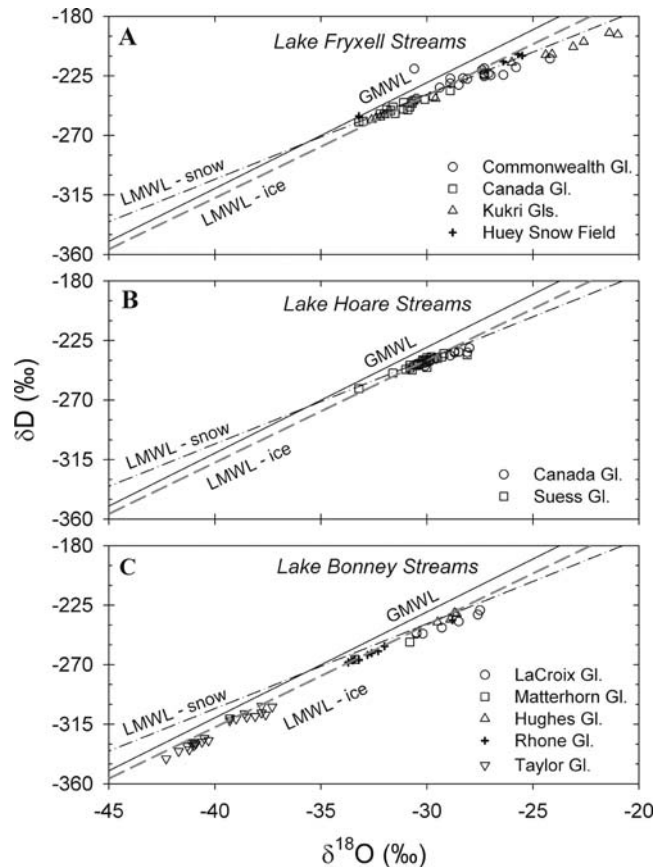 A
Lake Fryxell Streams
GMWL
LMWL - snow
LMWL - ice
Commonwealth Gl.
Canada Gl.
Kukri Gls.
Huey Snow Field
-180
-225
-270
-315
-360
B
Lake Hoare Streams
GMWL
LMWL - snow
LMWL - ice
Canada Gl.
Suess Gl.
-180
-225
-270
-315
-360
δD (‰)
C
Lake Bonney Streams
GMWL
LMWL - snow
LMWL - ice
LaCroix Gl.
Matterhorn Gl.
Hughes Gl.
Rhone Gl.
Taylor Gl.
-180
-225
-270
-315
-360
-45 -40 -35 -30 -25 -20
δ18O (‰)